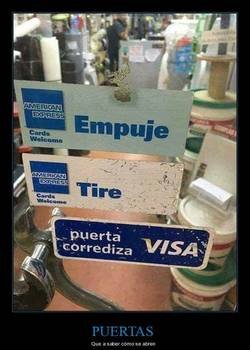 AMERICAN
EXPRESS
Cards
Welcome
Empuje
AMERICAN
EXPRESS
Cards
Welcome
Tire
puerta
corrediza
VISA
PUERTAS
Que a saber cómo se abren